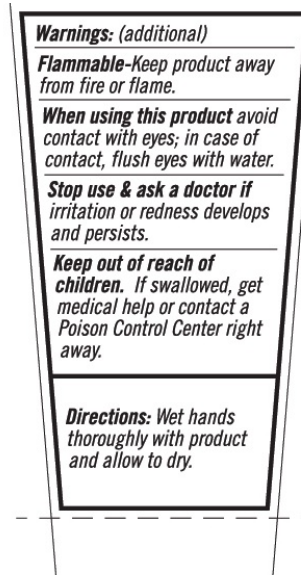 Warnings: (additional)
Flammable-Keep product away
from fire or flame.
When using this product avoid
contact with eyes; in case of
contact, flush eyes with water.
Stop use & ask a doctor if
irritation or redness develops
and persists.
Keep out of reach of
children. If swallowed, get
medical help or contact a
Poison Control Center right
away.
Directions: Wet hands
thoroughly with product
and allow to dry.